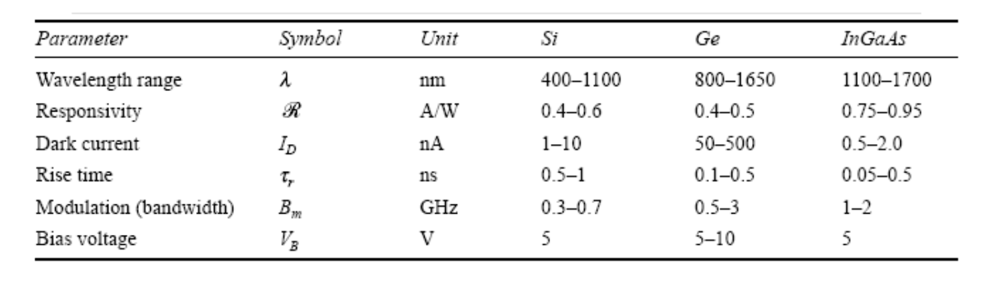 Parameter Symbol Unit Si Ge InGaAs
Wavelength range λ nm 400–1100 800–1650 1100–1700
Responsivity ℛ A/W 0.4–0.6 0.4–0.5 0.75–0.95
Dark current I_D nA 1–10 50–500 0.5–2.0
Rise time τ_r ns 0.5–1 0.1–0.5 0.05–0.5
Modulation (bandwidth) B_m GHz 0.3–0.7 0.5–3 1–2
Bias voltage V_B V 5 5–10 5